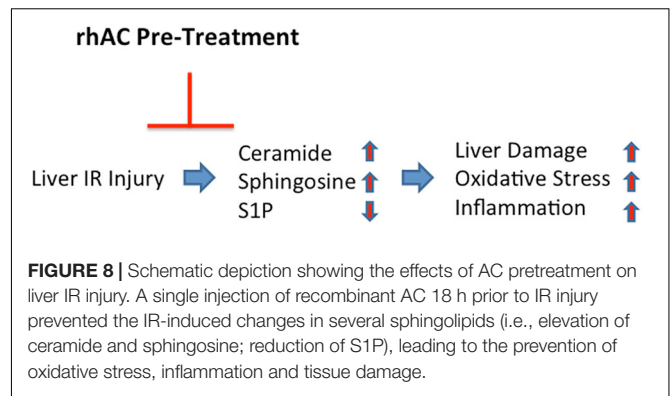 rhAC Pre-Treatment
Liver IR Injury
Ceramide
Sphingosine
S1P
Liver Damage
Oxidative Stress
Inflammation
FIGURE 8 | Schematic depiction showing the effects of AC pretreatment on
liver IR injury. A single injection of recombinant AC 18 h prior to IR injury
prevented the IR-induced changes in several sphingolipids (i.e., elevation of
ceramide and sphingosine; reduction of S1P), leading to the prevention of
oxidative stress, inflammation and tissue damage.